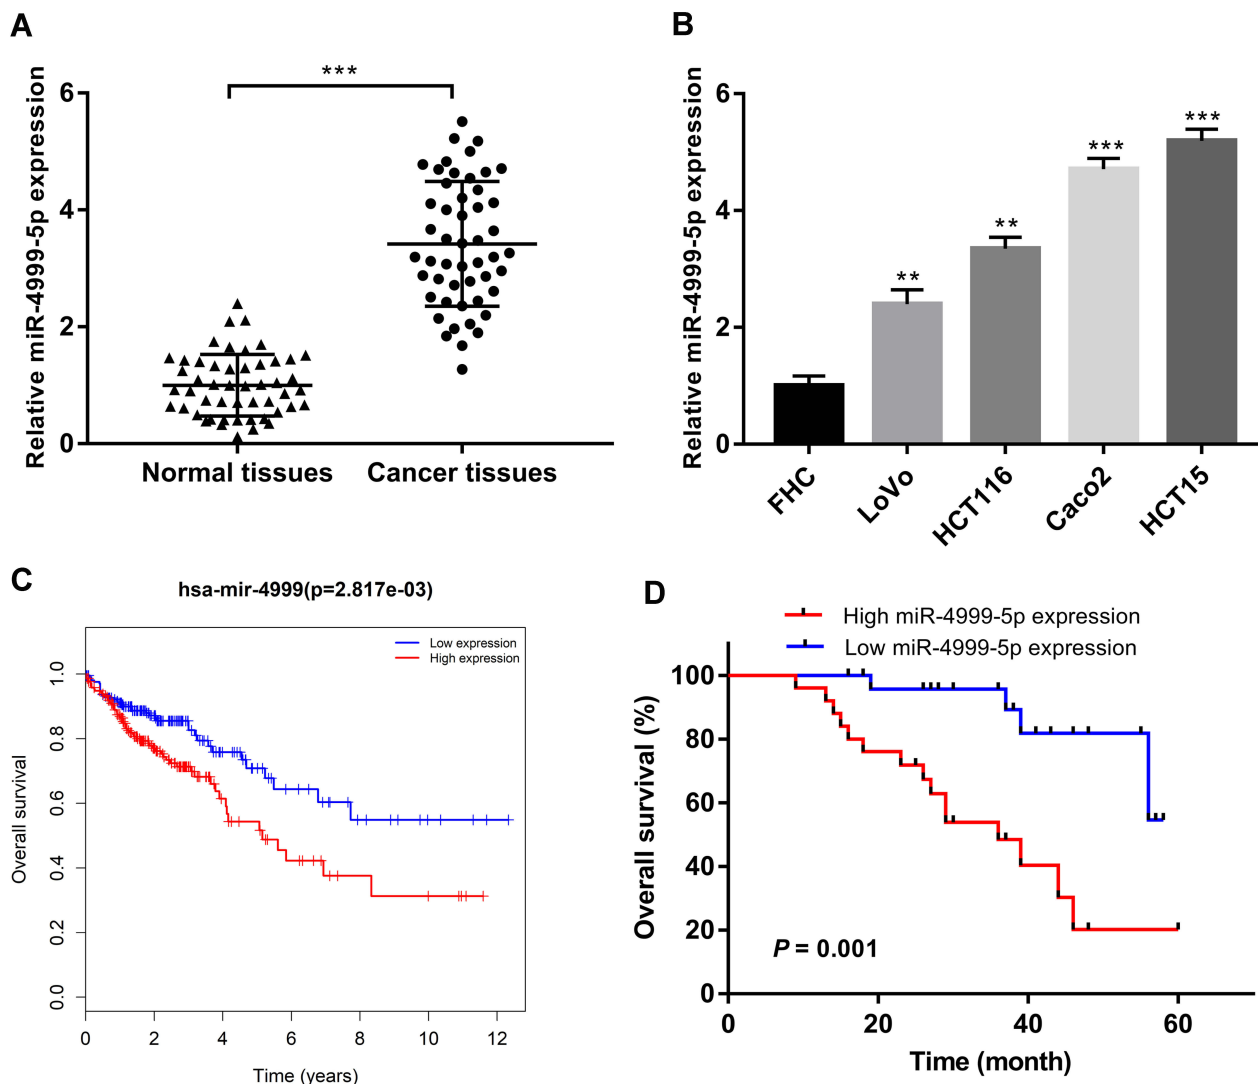 A
Relative miR-4999-5p expression
***
6
4
2
0
Normal tissues
Cancer tissues
B
Relative miR-4999-5p expression
6
4
2
0
**
**
***
***
FHC
LoVo
HCT116
Caco2
HCT15
C
hsa-mir-4999(p=2.817e-03)
Low expression
High expression
Overall survival
1.0
0.8
0.6
0.4
0.2
0.0
0 2 4 6 8 10 12
Time (years)
D
High miR-4999-5p expression
Low miR-4999-5p expression
Overall survival (%)
100
80
60
40
20
0
P = 0.001
0 20 40 60
Time (month)